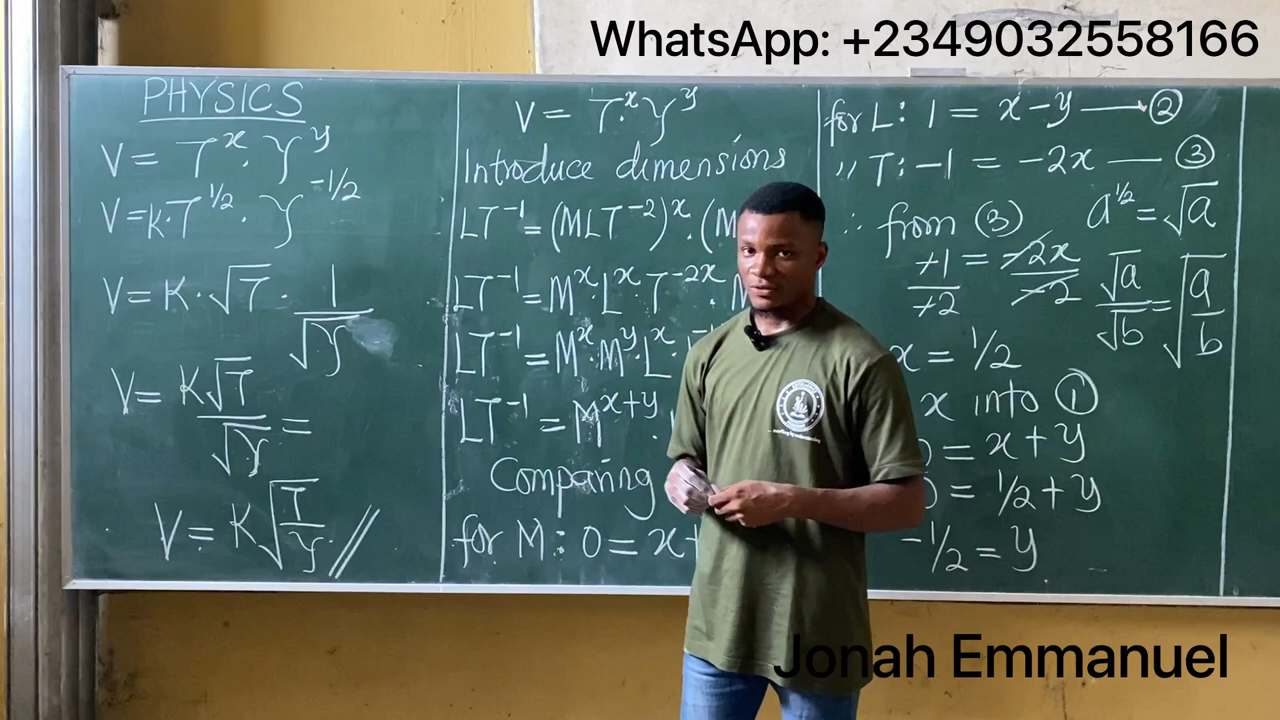 WhatsApp: +2349032558166
PHYSICS
V = T^x. Y^y
V=k.T^1/2. Y^-1/2
V= K.√T. 1/√Y
V= K√T/√Y =
V= K√T/Y //
V= T^x. Y^y
Introduce dimensions
LT^-1 = (MLT^-2)^x. (M
LT^-1 = M^x. L^x. T^-2x . M
LT^-1 = M^x. M^y. L^x. L
LT^-1 = M^x+y.
Comparing
for M: 0 = x+
for L: 1 = x-y — ②
,, T: -1 = -2x — ③
∴ from (3)
a^1/2 = √a
+1/+2 = -2x/-2
√a/√b = √a/b
x = 1/2
x into ①
0 = x + y
0 = 1/2 + y
-1/2 = y
Jonah Emmanuel